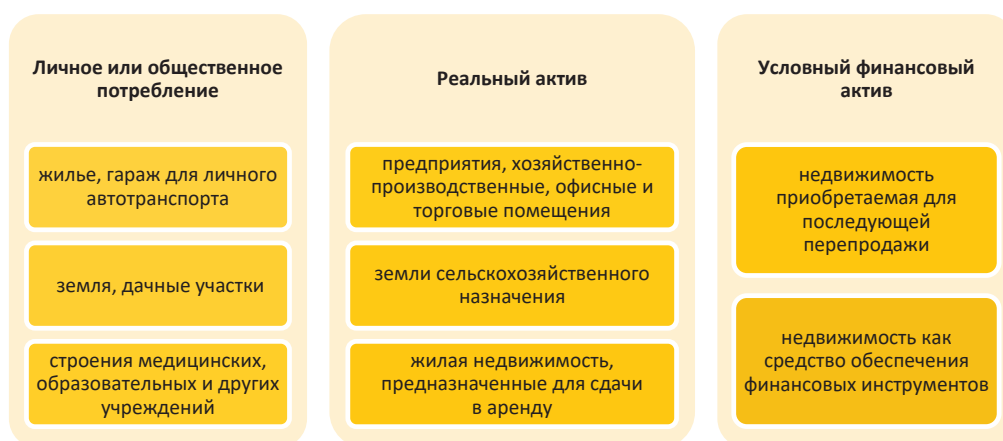 Личное или общественное
потребление
жилье, гараж для личного
автотранспорта
земля, дачные участки
строения медицинских,
образовательных и других
учреждений
Реальный актив
предприятия, хозяйственно-
производственные, офисные и
торговые помещения
земли сельскохозяйственного
назначения
жилая недвижимость,
предназначенные для сдачи
в аренду
Условный финансовый
актив
недвижимость
приобретаемая для
последующей
перепродажи
недвижимость как
средство обеспечения
финансовых инструментов